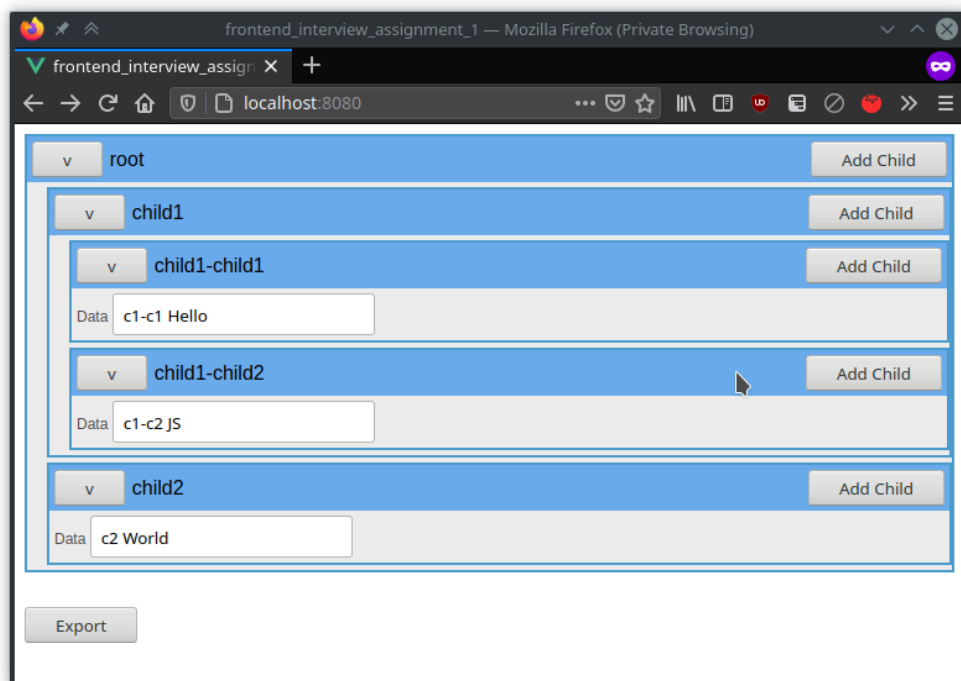 frontend_interview_assignment_1 — Mozilla Firefox (Private Browsing)
frontend_interview_assign
localhost:8080
v root Add Child
v child1 Add Child
v child1-child1 Add Child
Data c1-c1 Hello
v child1-child2 Add Child
Data c1-c2 JS
v child2 Add Child
Data c2 World
Export